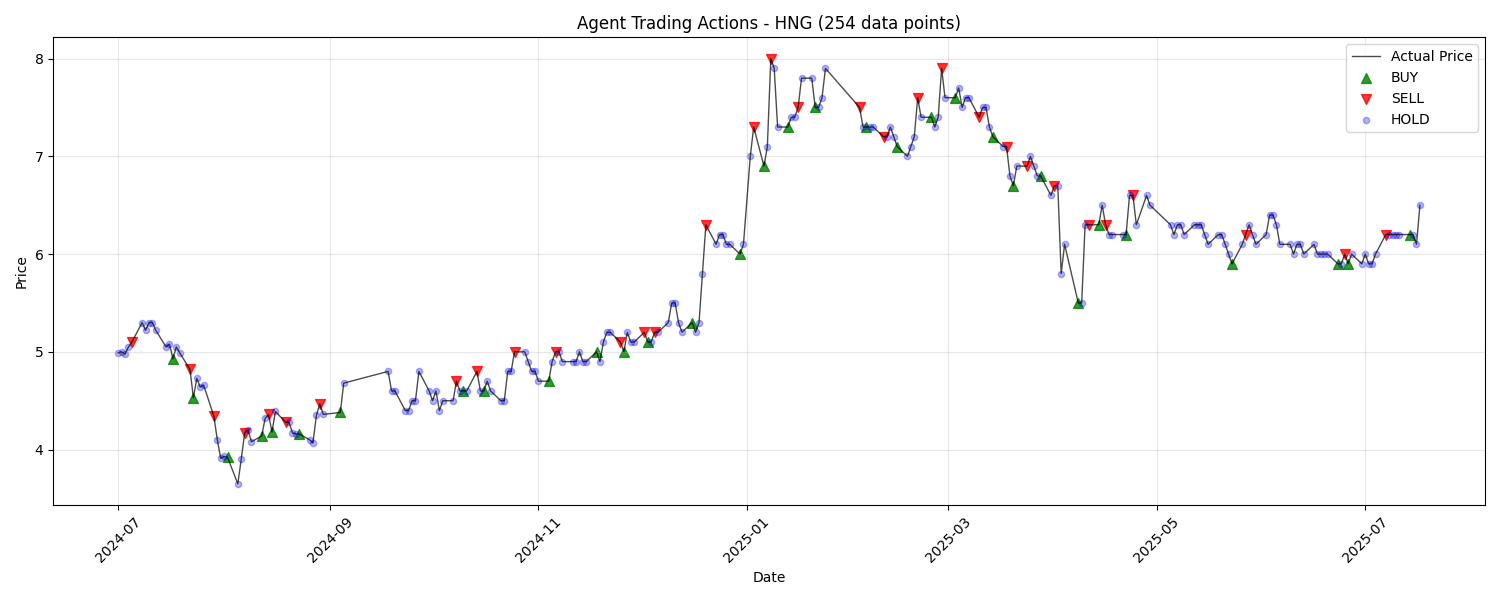 Agent Trading Actions - HNG (254 data points)
Actual Price
BUY
SELL
HOLD
8
7
6
5
4
Price
2024-07
2024-09
2024-11
2025-01
2025-03
2025-05
2025-07
Date